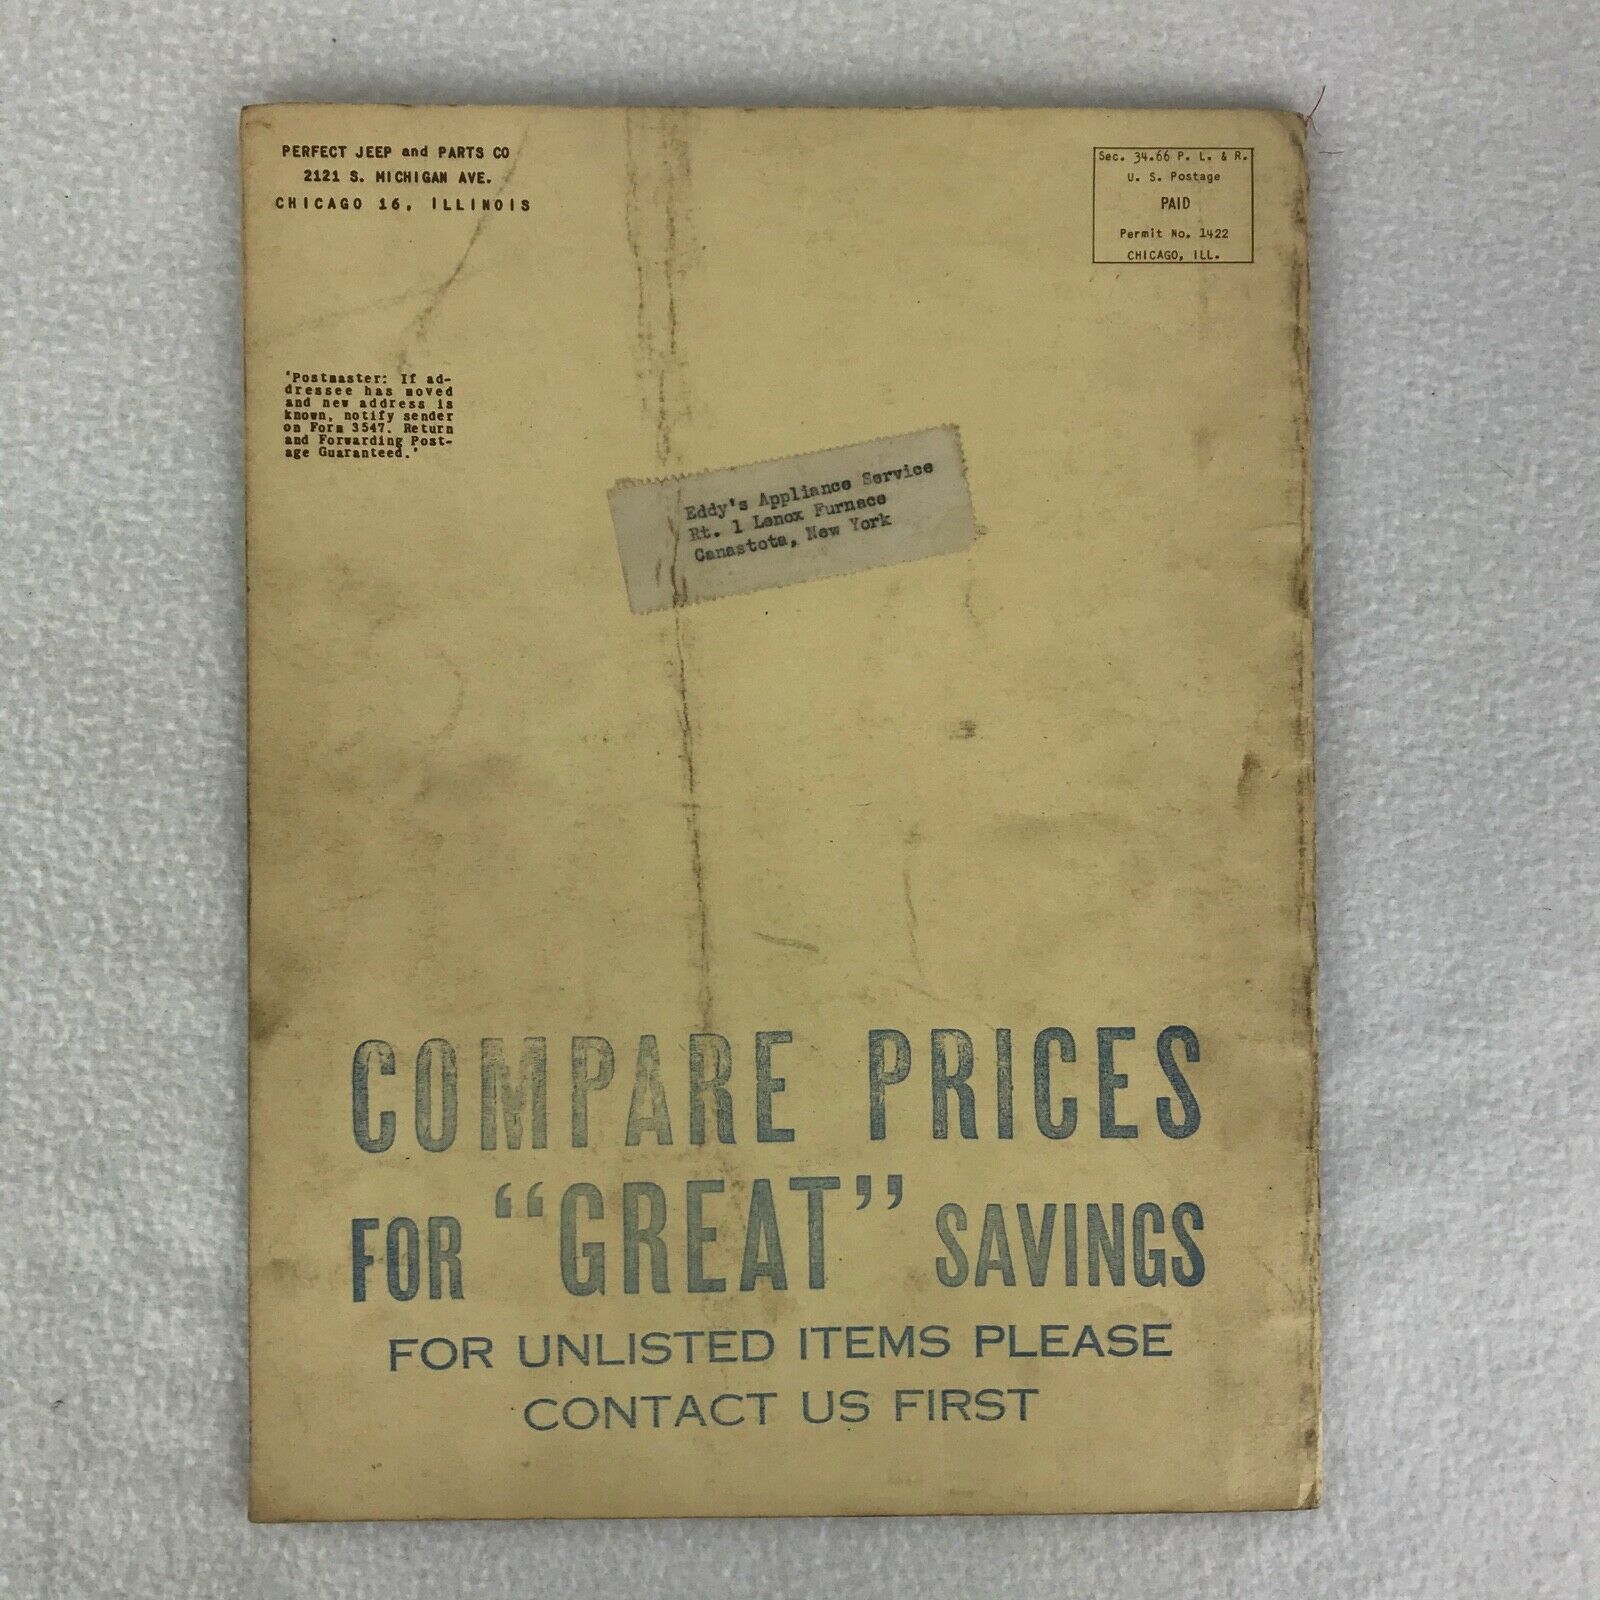 PERFECT JEEP and PARTS CO
2121 S. MICHIGAN AVE.
CHICAGO 16, ILLINOIS
Sec. 34.66 P. L. & R.
U. S. Postage
PAID
Permit No. 1422
CHICAGO, ILL.
'Postmaster: If ad-
dressee has moved
and new address is
known, notify sender
on Form 3547. Return
and Forwarding Post-
age Guaranteed.'
Eddy's Appliance Service
Rt. 1 Lenox Furnace
Canastota, New York
COMPARE PRICES
FOR "GREAT" SAVINGS
FOR UNLISTED ITEMS PLEASE
CONTACT US FIRST